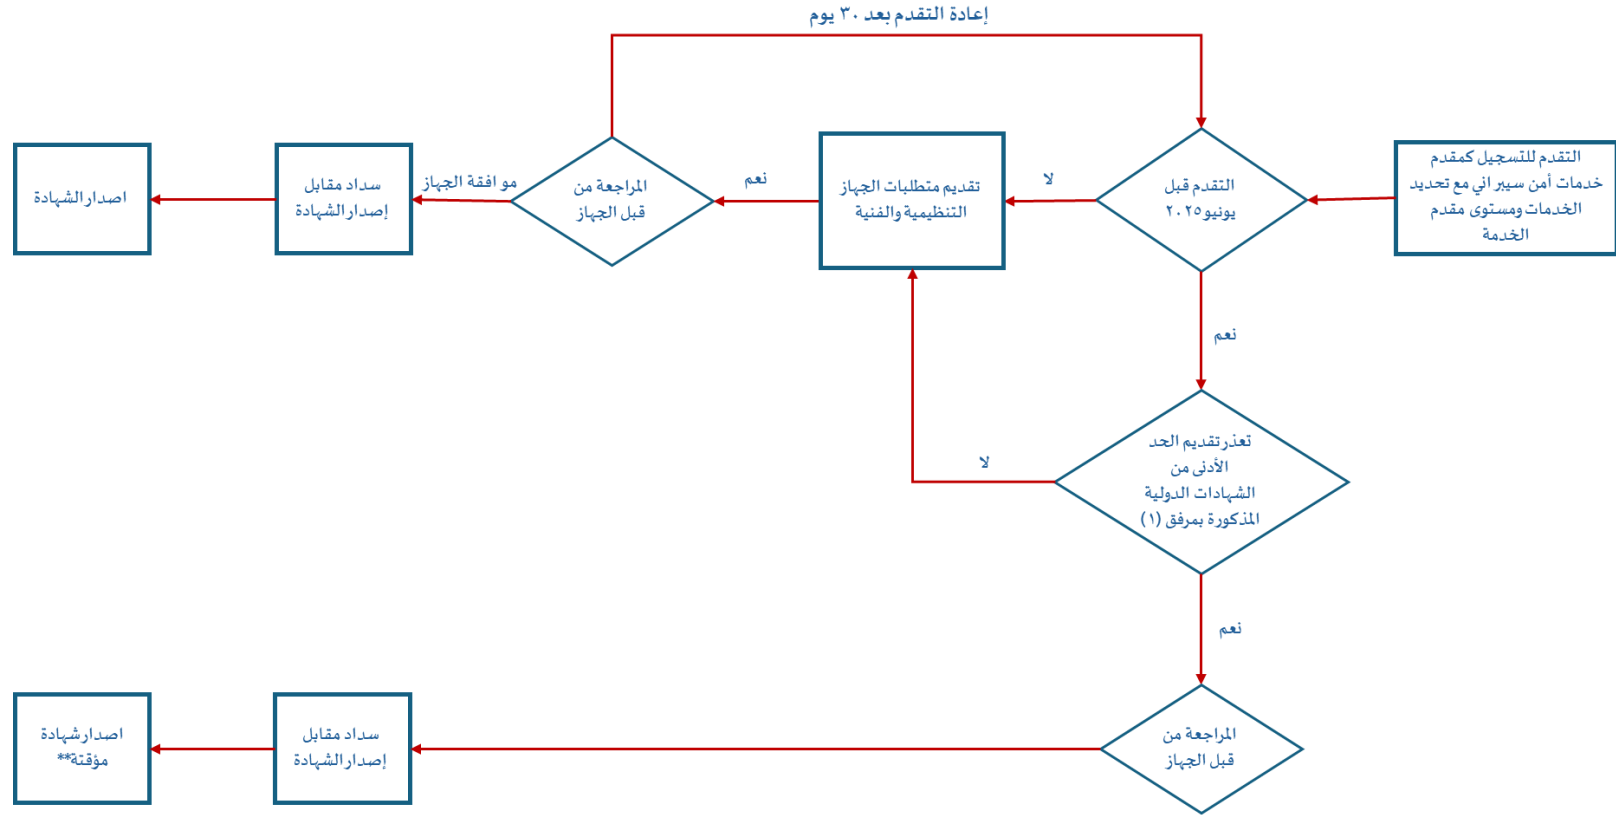 إعادة التقدم بعد ٣٠ يوم
التقدم للتسجيل كمقدم
خدمات أمن سيبراني مع تحديد
الخدمات ومستوى مقدم
الخدمة
التقدم قبل
يونيو ٢٠٢٥
لا
تقديم متطلبات الجهاز
التنظيمية والفنية
نعم
المراجعة من
قبل الجهاز
موافقة الجهاز
سداد مقابل
إصدار الشهادة
اصدار الشهادة
نعم
تعذر تقديم الحد
الأدنى من
الشهادات الدولية
المذكورة بمرفق (١)
لا
نعم
المراجعة من
قبل الجهاز
سداد مقابل
إصدار الشهادة
اصدار شهادة
مؤقتة**